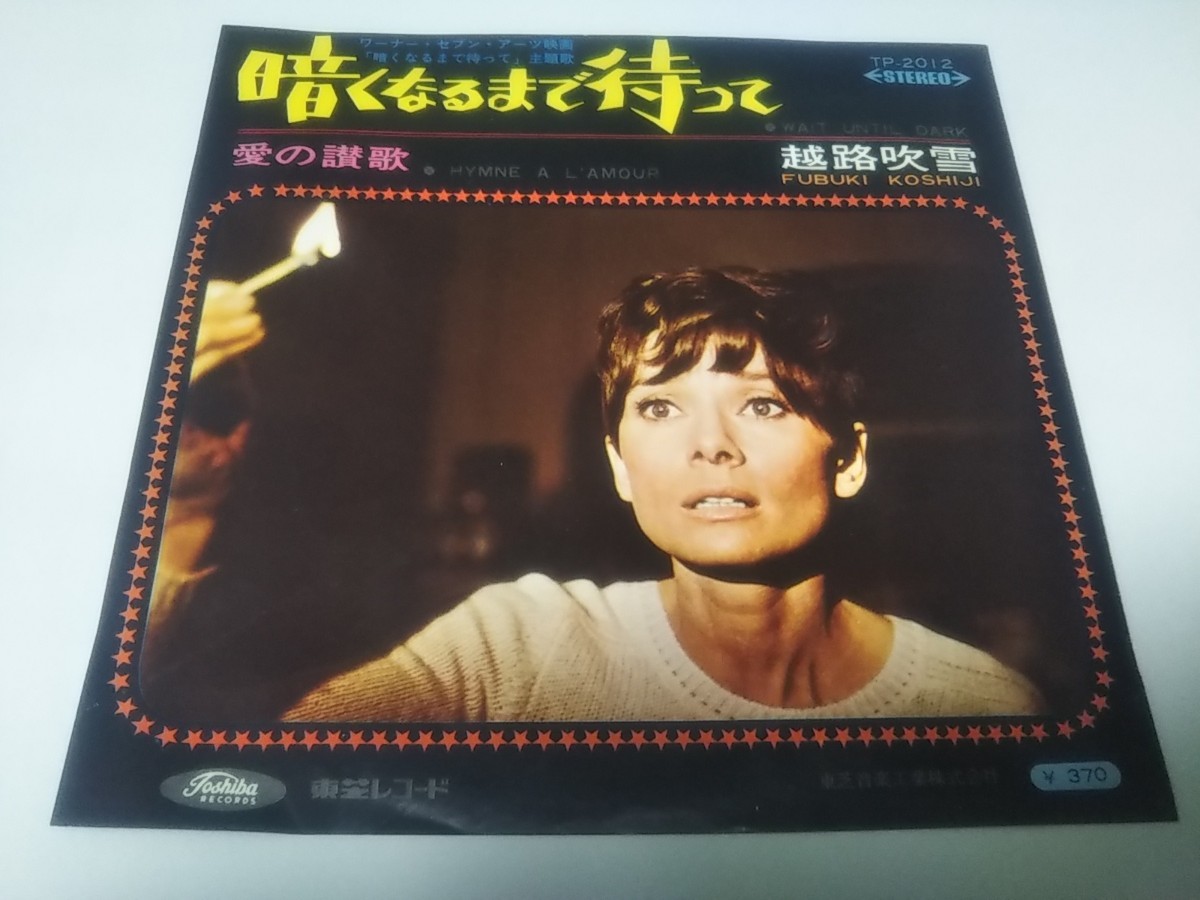 ワーナー・セブン・アーツ映画
「暗くなるまで待って」主題歌
暗くなるまで待って
WAIT UNTIL DARK
TP-2012
STEREO
愛の讃歌
HYMNE A L'AMOUR
越路吹雪
FUBUKI KOSHIJI
Toshiba
RECORDS
東芝レコード
東芝音楽工業株式会社
¥ 370